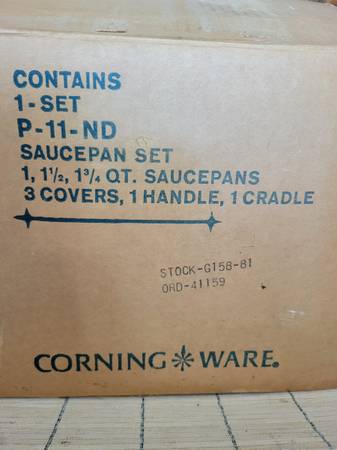 CONTAINS
1-SET
P-11-ND
SAUCEPAN SET
1, 1½, 1¾ QT. SAUCEPANS
3 COVERS, 1 HANDLE, 1 CRADLE
STOCK-G158-81
ORD-41159
CORNING WARE®